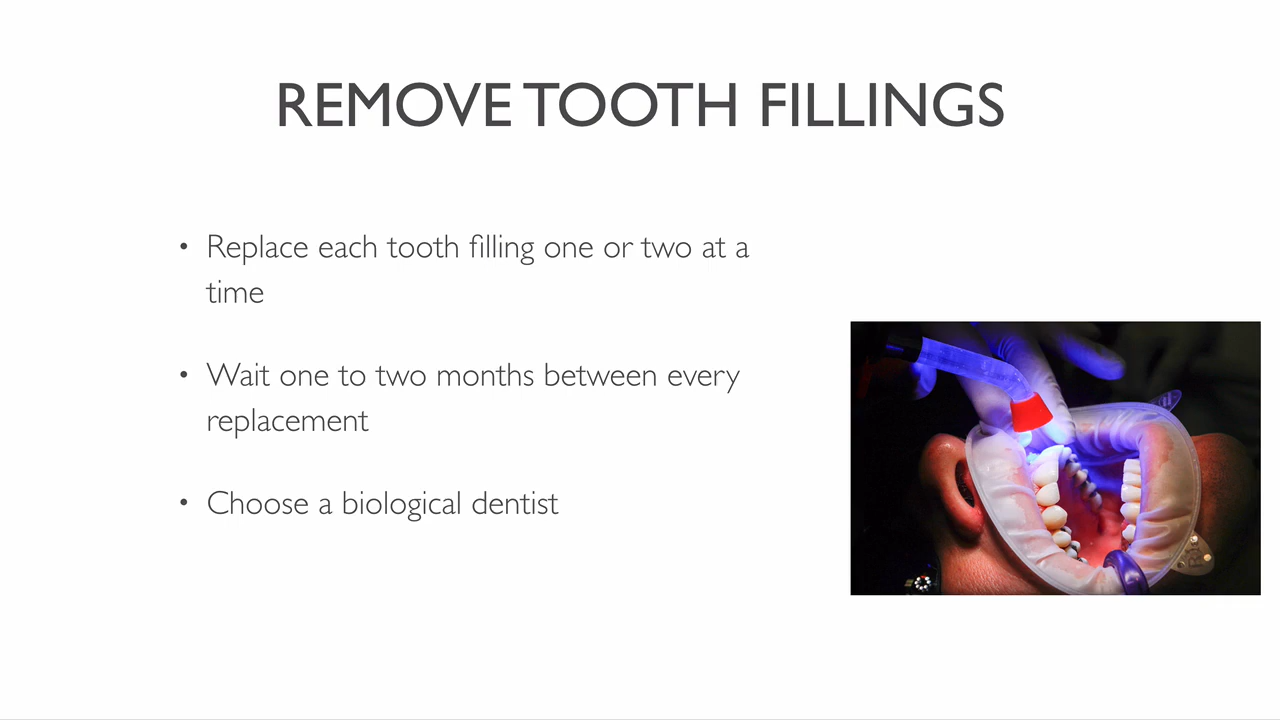 REMOVE TOOTH FILLINGS
• Replace each tooth filling one or two at a
time
• Wait one to two months between every
replacement
• Choose a biological dentist